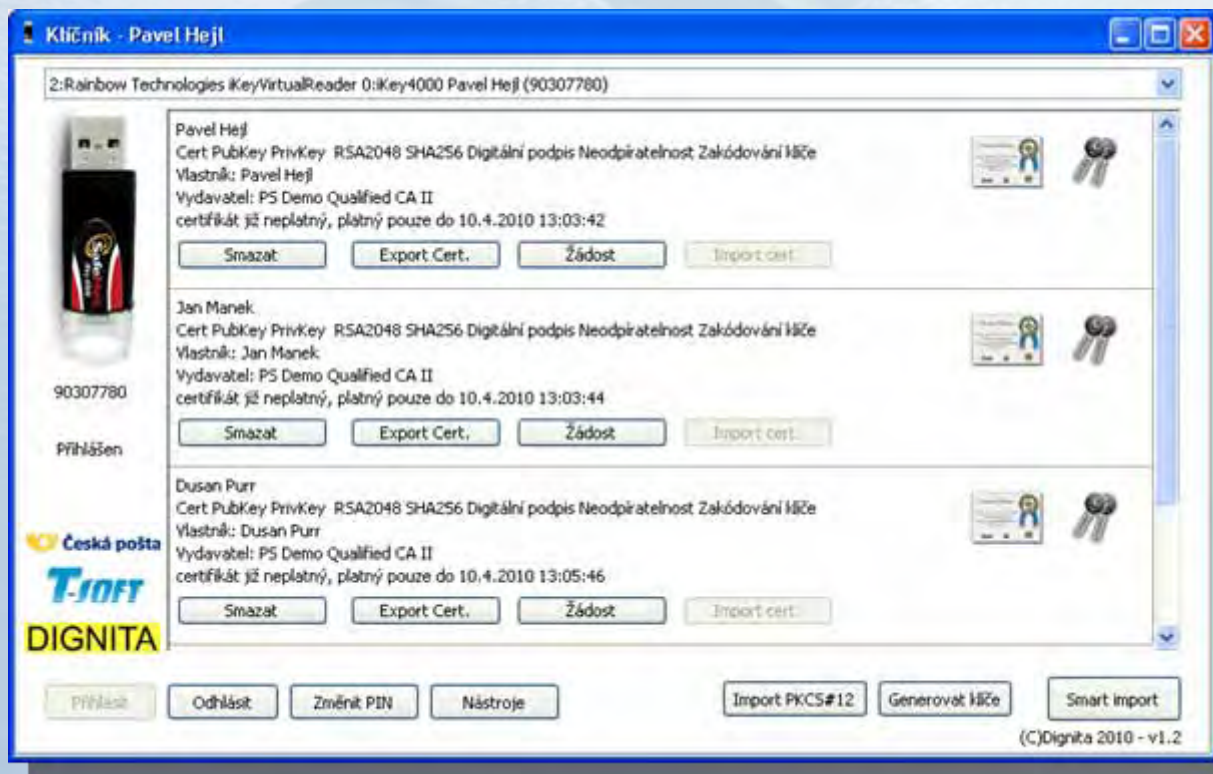 Klíčník - Pavel Hejl
2:Rainbow Technologies iKeyVirtualReader 0:iKey4000 Pavel Hejl (90307780)
Pavel Hejl
Cert PubKey PrivKey RSA2048 SHA256 Digitální podpis Neodpiratelnost Zakódování klíče
Vlastník: Pavel Hejl
Vydavatel: PS Demo Qualified CA II
certifikát již neplatný, platný pouze do 10.4.2010 13:03:42
Smazat Export Cert. Žádost Import cert.
Jan Manek
Cert PubKey PrivKey RSA2048 SHA256 Digitální podpis Neodpiratelnost Zakódování klíče
Vlastník: Jan Manek
Vydavatel: PS Demo Qualified CA II
certifikát již neplatný, platný pouze do 10.4.2010 13:03:44
Smazat Export Cert. Žádost Import cert.
Dusan Purr
Cert PubKey PrivKey RSA2048 SHA256 Digitální podpis Neodpiratelnost Zakódování klíče
Vlastník: Dusan Purr
Vydavatel: PS Demo Qualified CA II
certifikát již neplatný, platný pouze do 10.4.2010 13:05:46
Smazat Export Cert. Žádost Import cert.
90307780
Přihlášen
Česká pošta
T-SOFT
DIGNITA
Přihlásit Odhlásit Změnit PIN Nástroje Import PKCS#12 Generovat klíče Smart import
(C)Dignita 2010 - v1.2